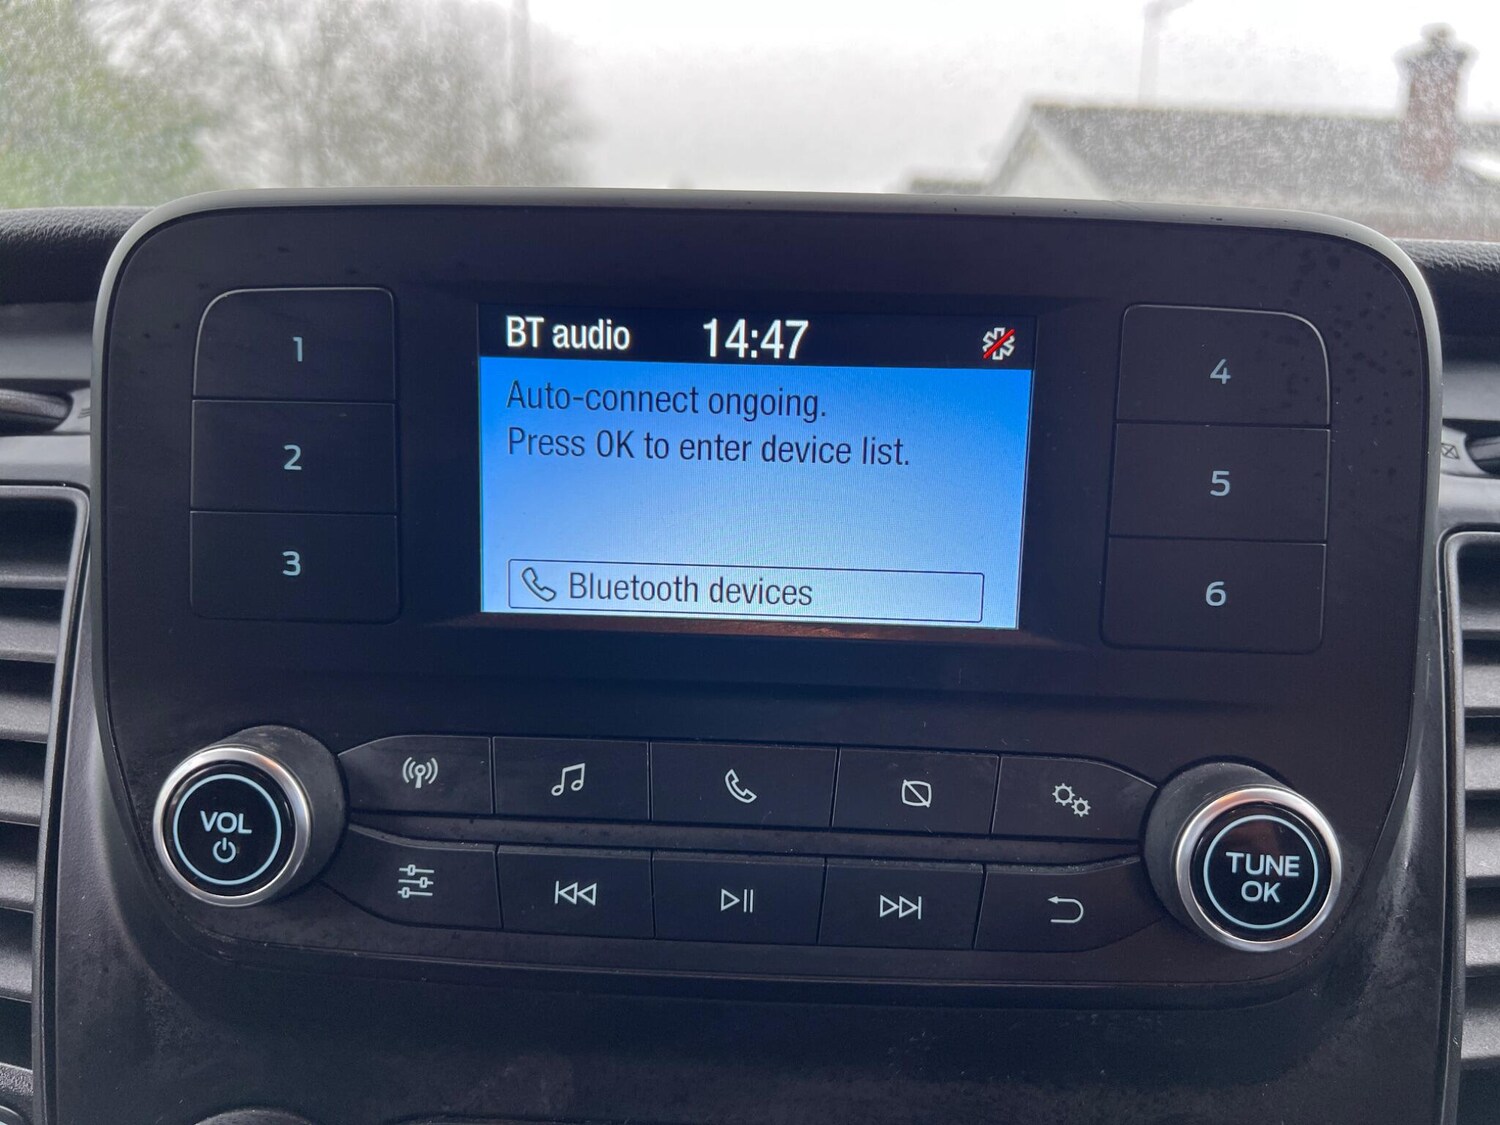 BT audio 14:47
Auto-connect ongoing.
Press OK to enter device list.
Bluetooth devices
1
2
3
4
5
6
VOL
TUNE
OK